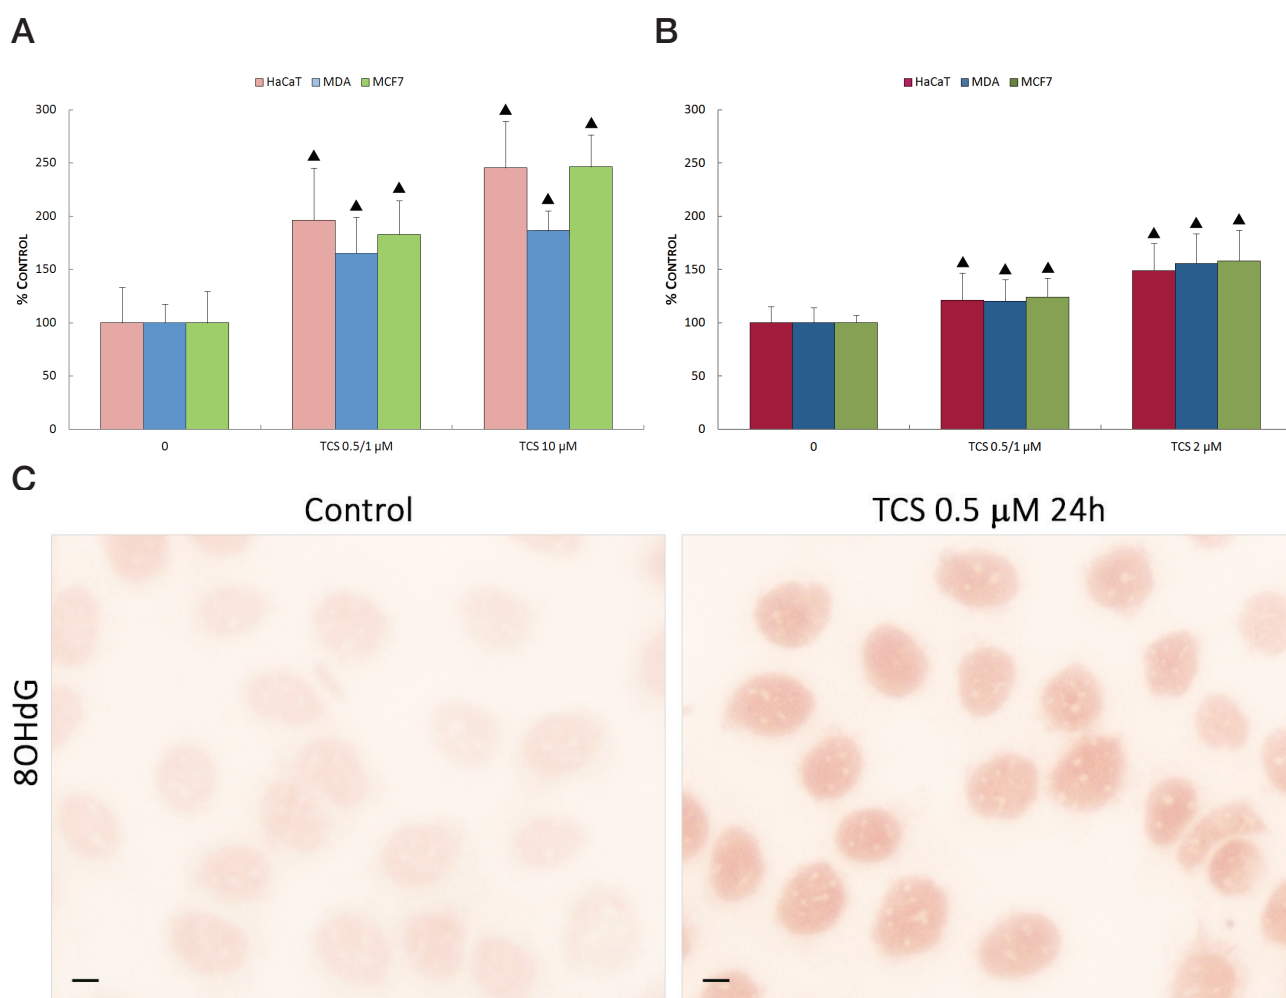 A
HaCaT MDA MCF7
300
250
200
150
100
50
0
% CONTROL
0 TCS 0.5/1 µM TCS 10 µM
B
HaCaT MDA MCF7
300
250
200
150
100
50
0
% CONTROL
0 TCS 0.5/1 µM TCS 2 µM
C
Control
TCS 0.5 µM 24h
8OHdG